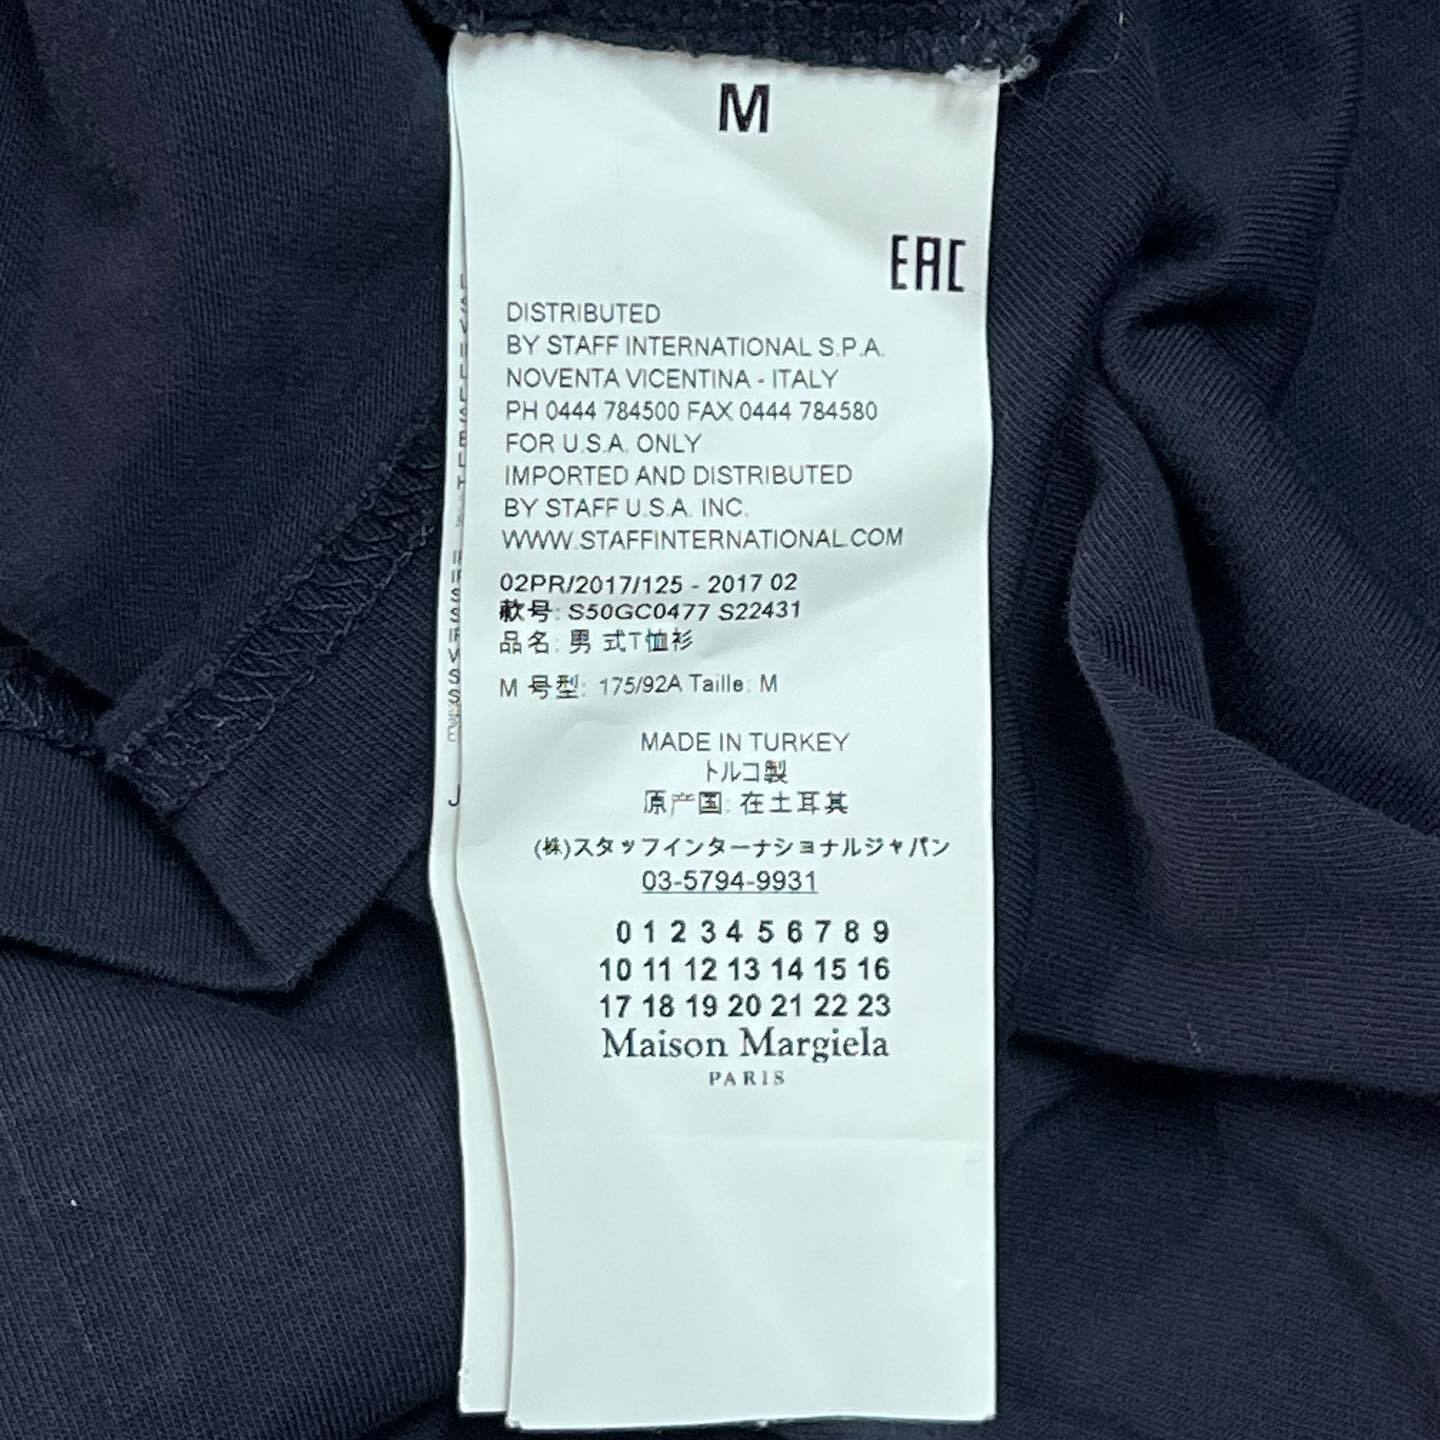 M
EAC
DISTRIBUTED
BY STAFF INTERNATIONAL S.P.A.
NOVENTA VICENTINA - ITALY
PH 0444 784500 FAX 0444 784580
FOR U.S.A. ONLY
IMPORTED AND DISTRIBUTED
BY STAFF U.S.A. INC.
WWW.STAFFINTERNATIONAL.COM
02PR/2017/125 - 2017 02
款号: S50GC0477 S22431
品名: 男 式T恤衫
M 号型: 175/92A Taille: M
MADE IN TURKEY
トルコ製
原产国: 在土耳其
(株)スタッフインターナショナルジャパン
03-5794-9931
0 1 2 3 4 5 6 7 8 9
10 11 12 13 14 15 16
17 18 19 20 21 22 23
Maison Margiela
PARIS